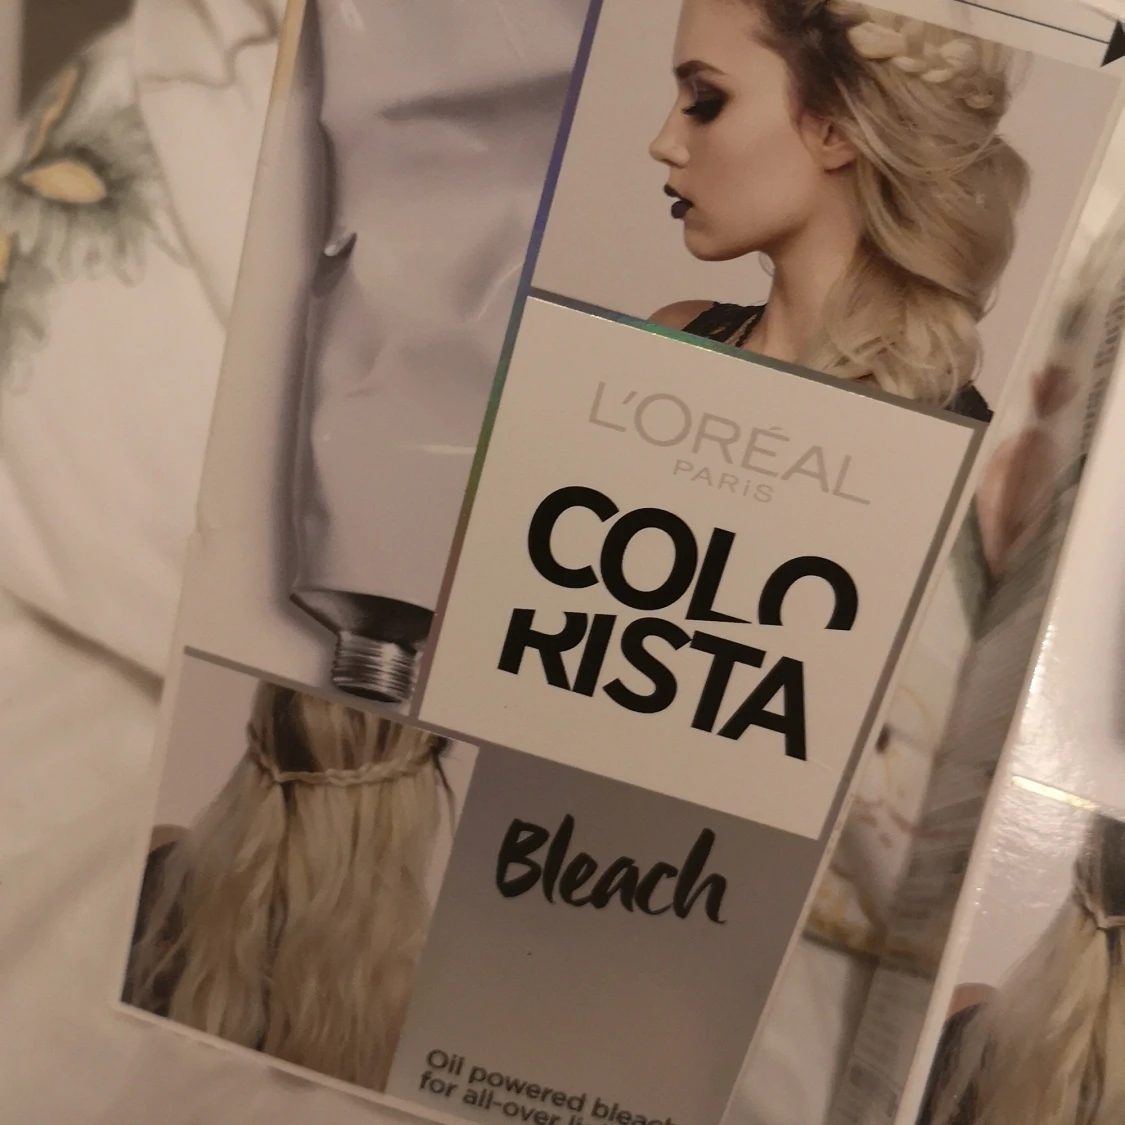 L'ORÉAL
PARIS
COLO
RISTA
Bleach
Oil powered bleach
for all-over